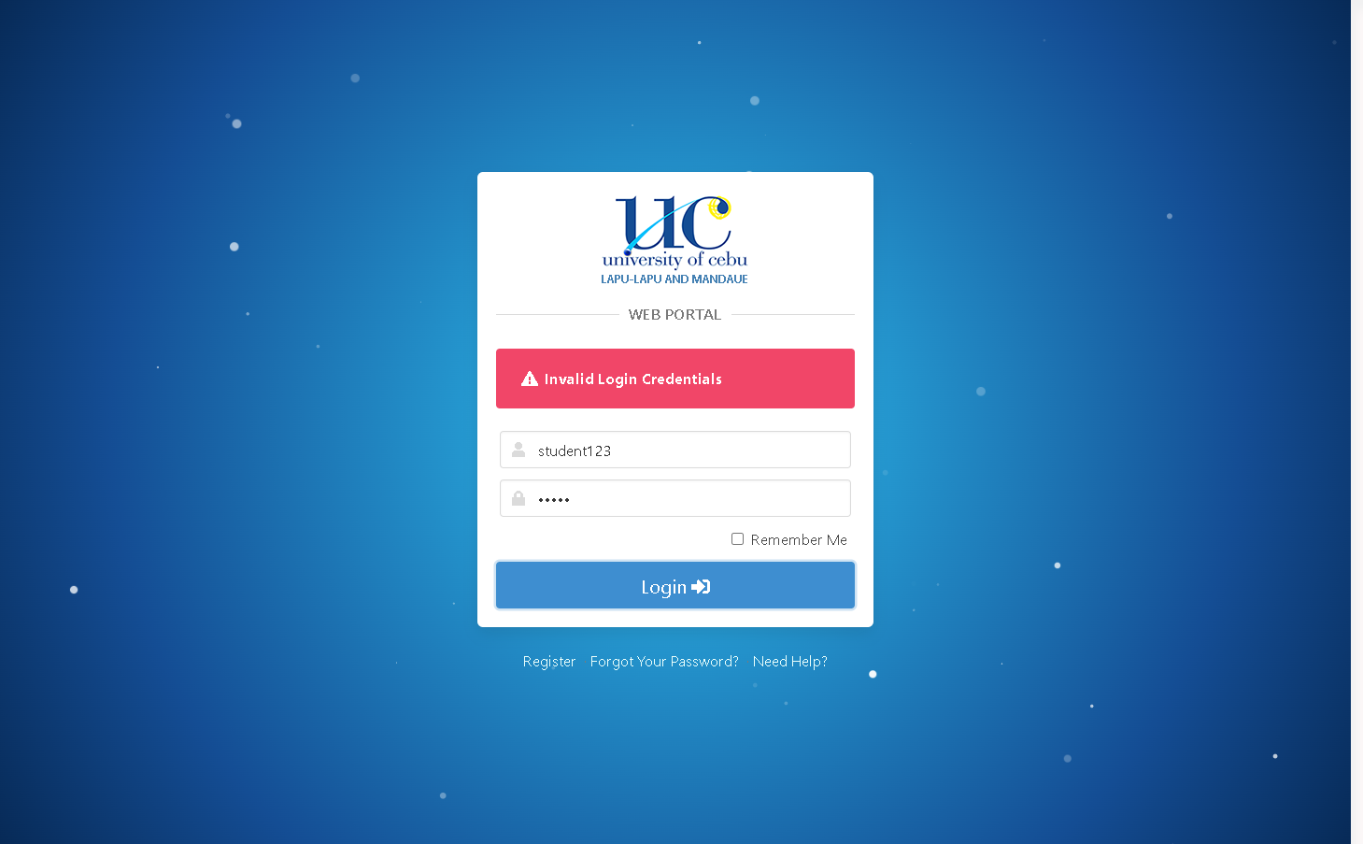 uc
university of cebu
LAPU-LAPU AND MANDAUE
WEB PORTAL
Invalid Login Credentials
student123
•••••
Remember Me
Login
Register Forgot Your Password? Need Help?